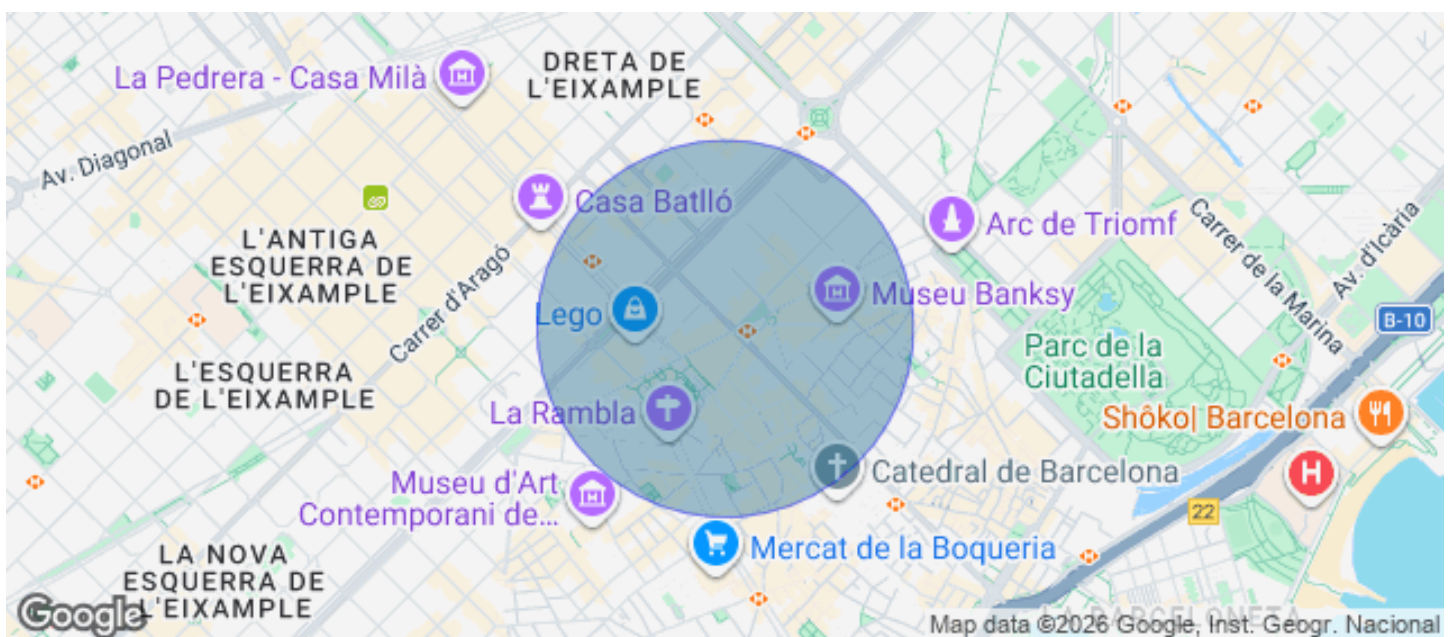 DRETA DE
L'EIXAMPLE
La Pedrera - Casa Milà
Av. Diagonal
Casa Batlló
Arc de Triomf
Carrer de la Marina
Av. d'Icària
L'ANTIGA
ESQUERRA DE
L'EIXAMPLE
Carrer d'Aragó
Lego
Museu Banksy
B-10
Parc de la
Ciutadella
L'ESQUERRA
DE L'EIXAMPLE
La Rambla
Shôko| Barcelona
H
Museu d'Art
Contemporani de...
Catedral de Barcelona
22
Mercat de la Boqueria
LA NOVA
ESQUERRA DE
L'EIXAMPLE
LA BARCELONETA
Google
Map data ©2026 Google, Inst. Geogr. Nacional